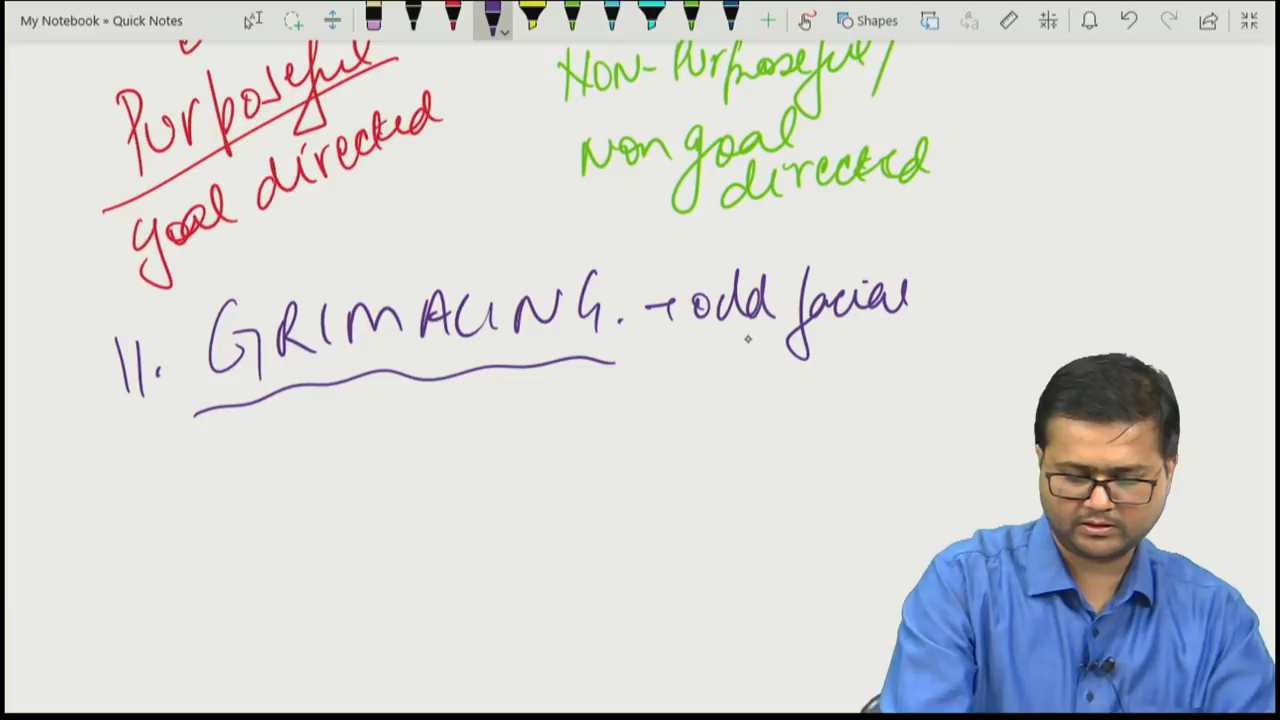 My Notebook » Quick Notes
Shapes
Purposeful
goal directed
Non-Purposeful/
Non goal
directed
11. GRIMACING. → odd facial